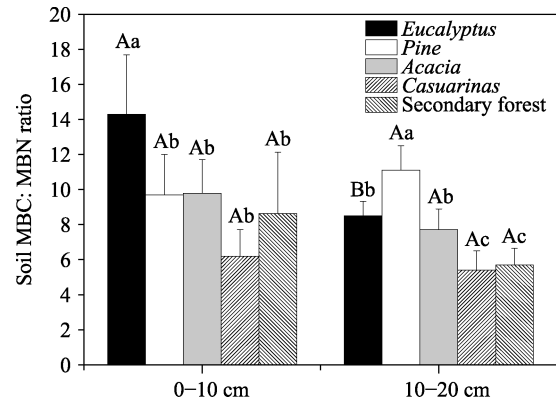 Soil MBC: MBN ratio
20
18
16
14
12
10
8
6
4
2
0
Eucalyptus
Pine
Acacia
Casuarinas
Secondary forest
Aa
Ab
Ab
Ab
Ab
Bb
Aa
Ab
Ac
Ac
0−10 cm
10−20 cm